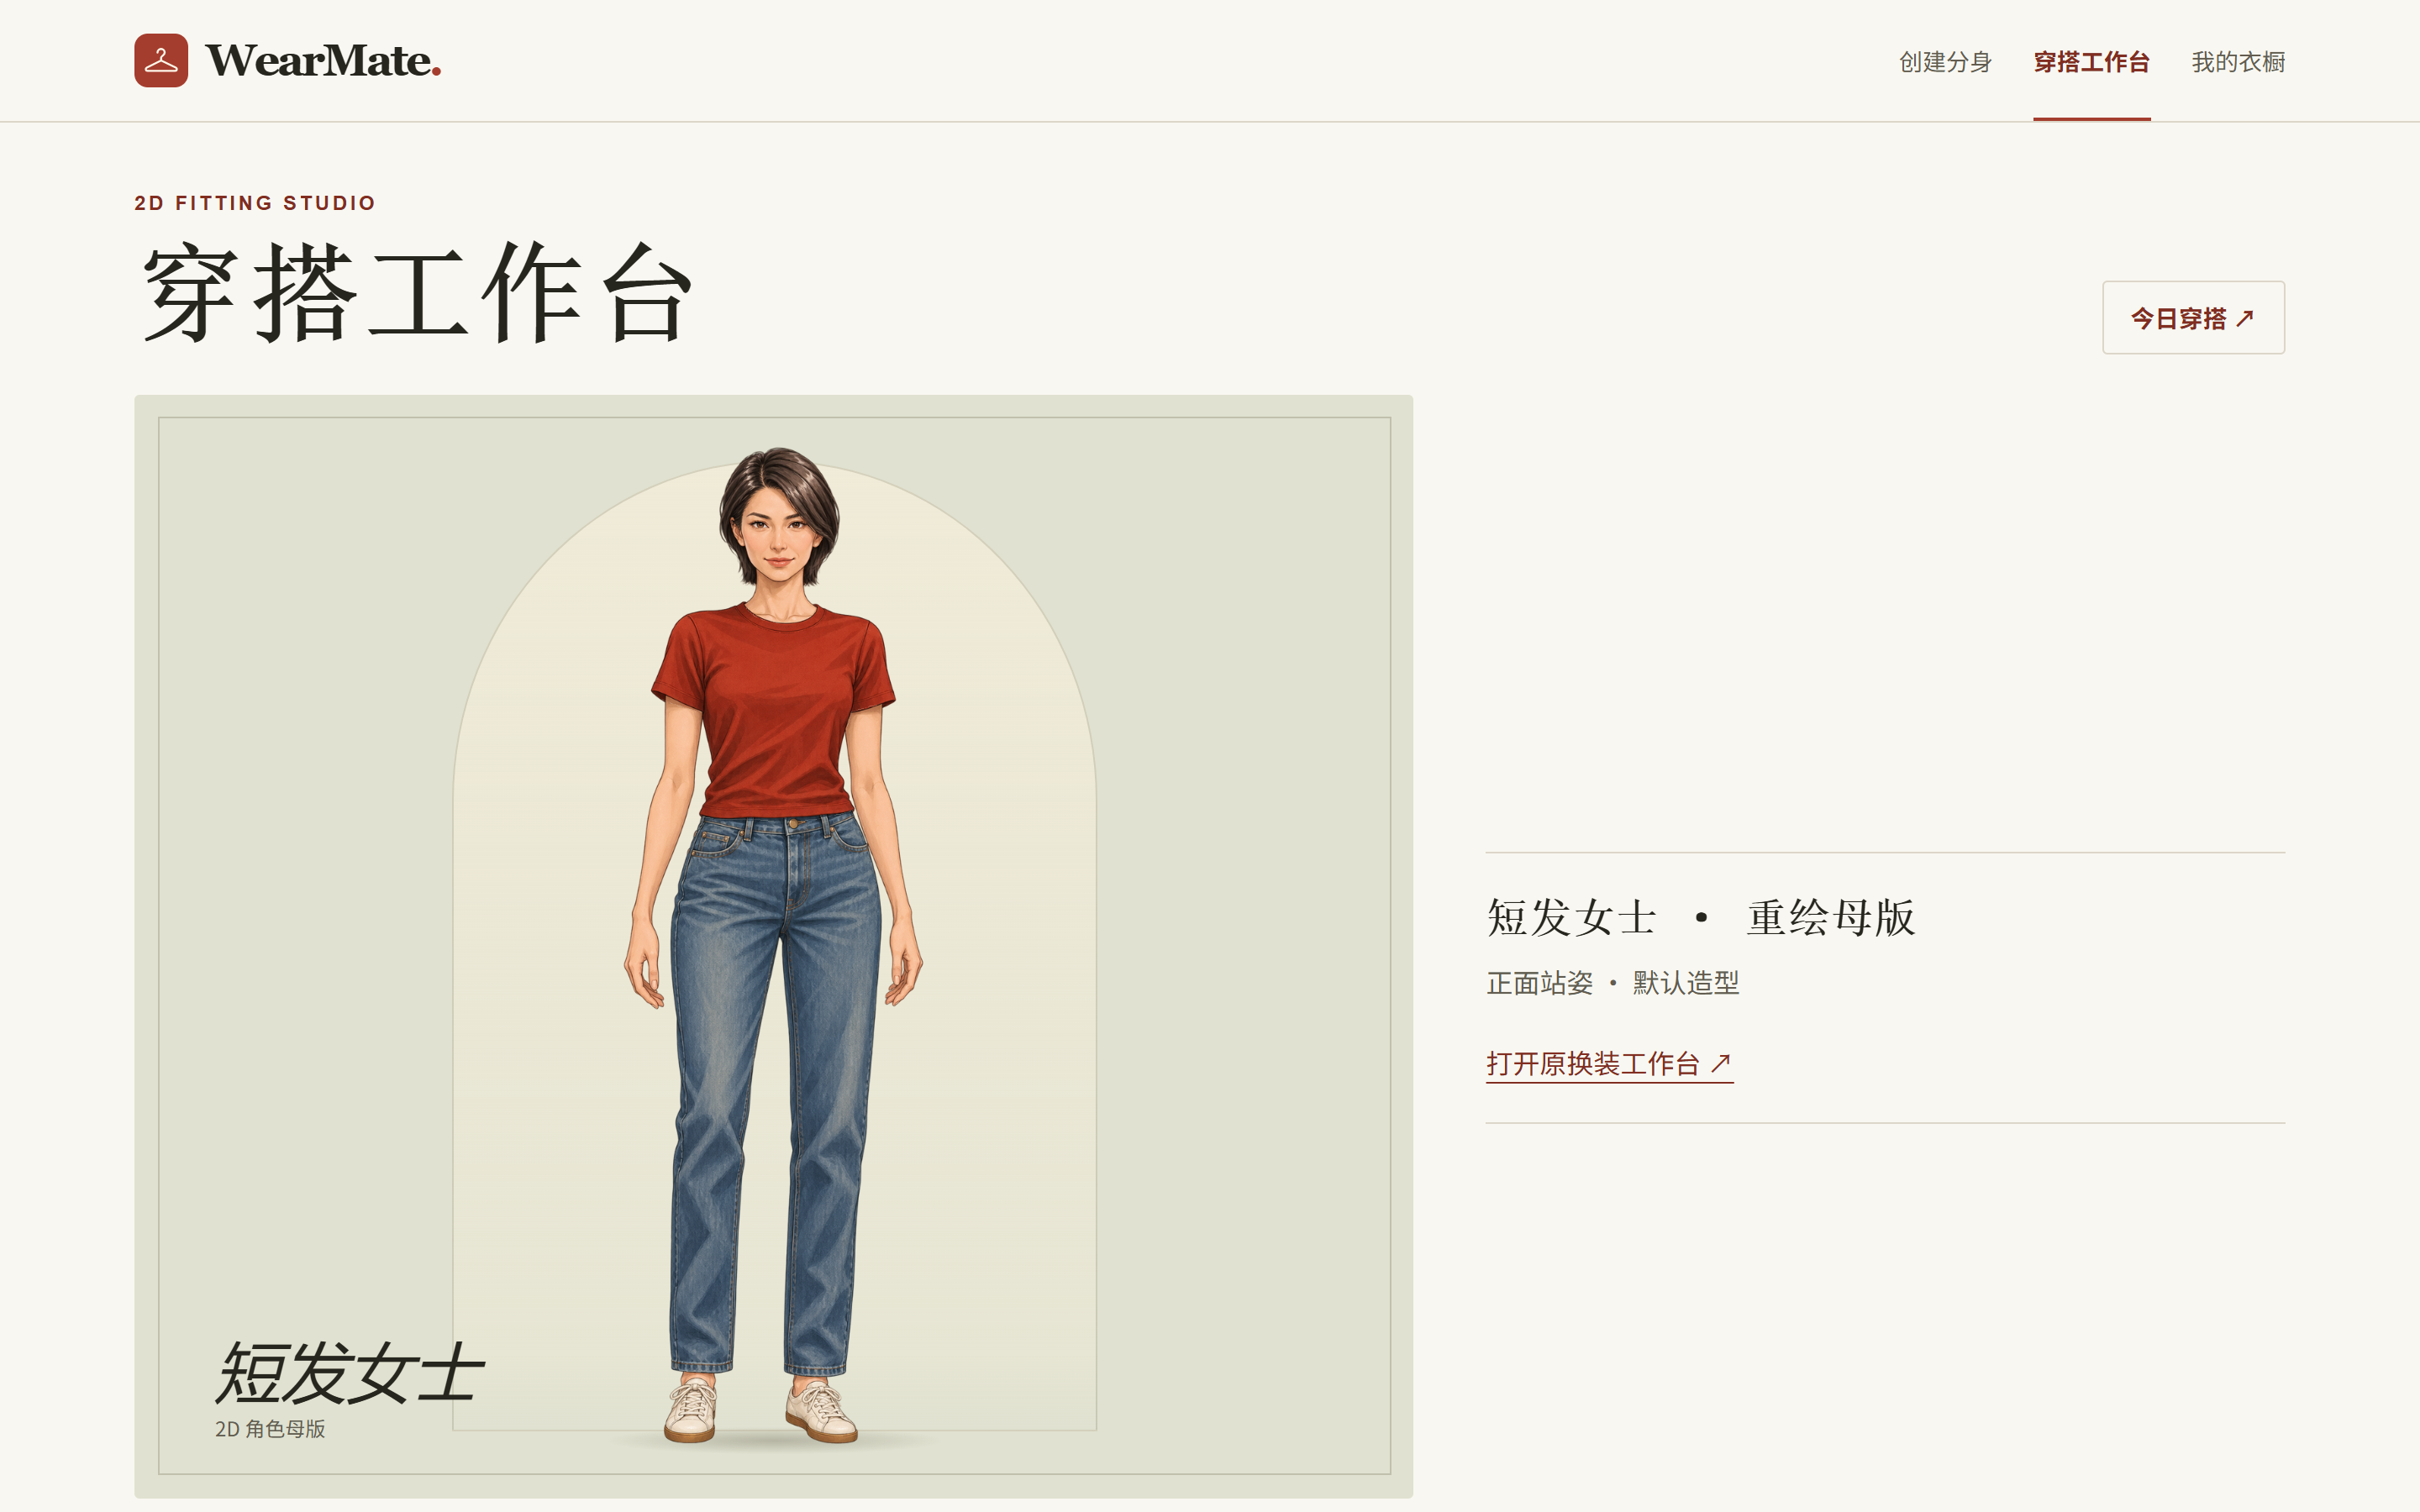 WearMate.
创建分身 穿搭工作台 我的衣橱
2D FITTING STUDIO
穿搭工作台
今日穿搭 ↗
短发女士 · 重绘母版
正面站姿 · 默认造型
打开原换装工作台 ↗
短发女士
2D 角色母版